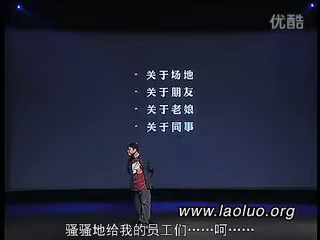 优酷
- 关于场地
- 关于朋友
- 关于老娘
- 关于同事
www.laoluo.org
骚骚地给我的员工们……呵……